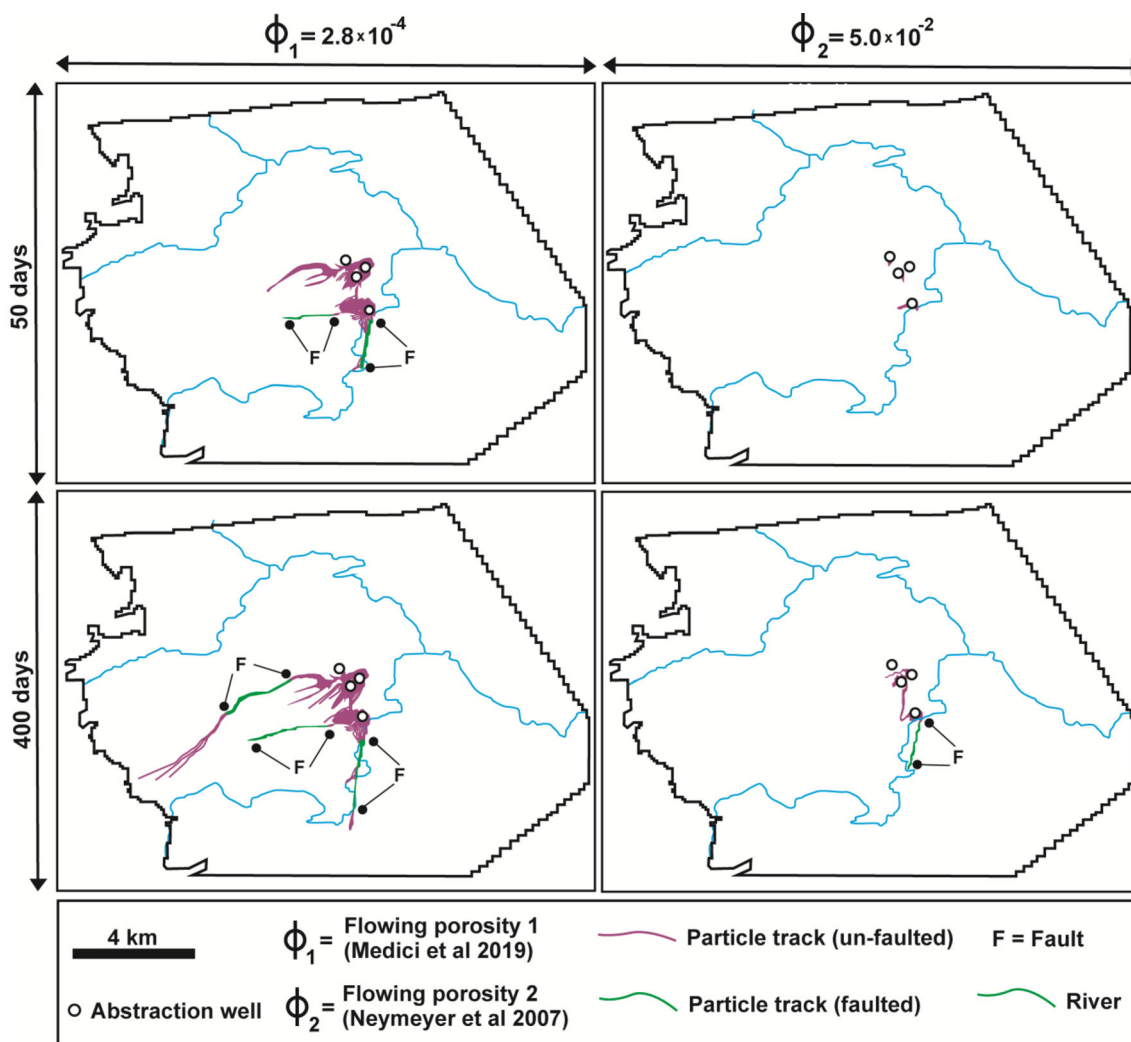 ϕ₁ = 2.8×10⁻⁴
ϕ₂ = 5.0×10⁻²
50 days
F
F
400 days
F
F
F
F
4 km
ϕ₁ = Flowing porosity 1
(Medici et al 2019)
Particle track (un-faulted)
F = Fault
Abstraction well
ϕ₂ = Flowing porosity 2
(Neymeyer et al 2007)
Particle track (faulted)
River